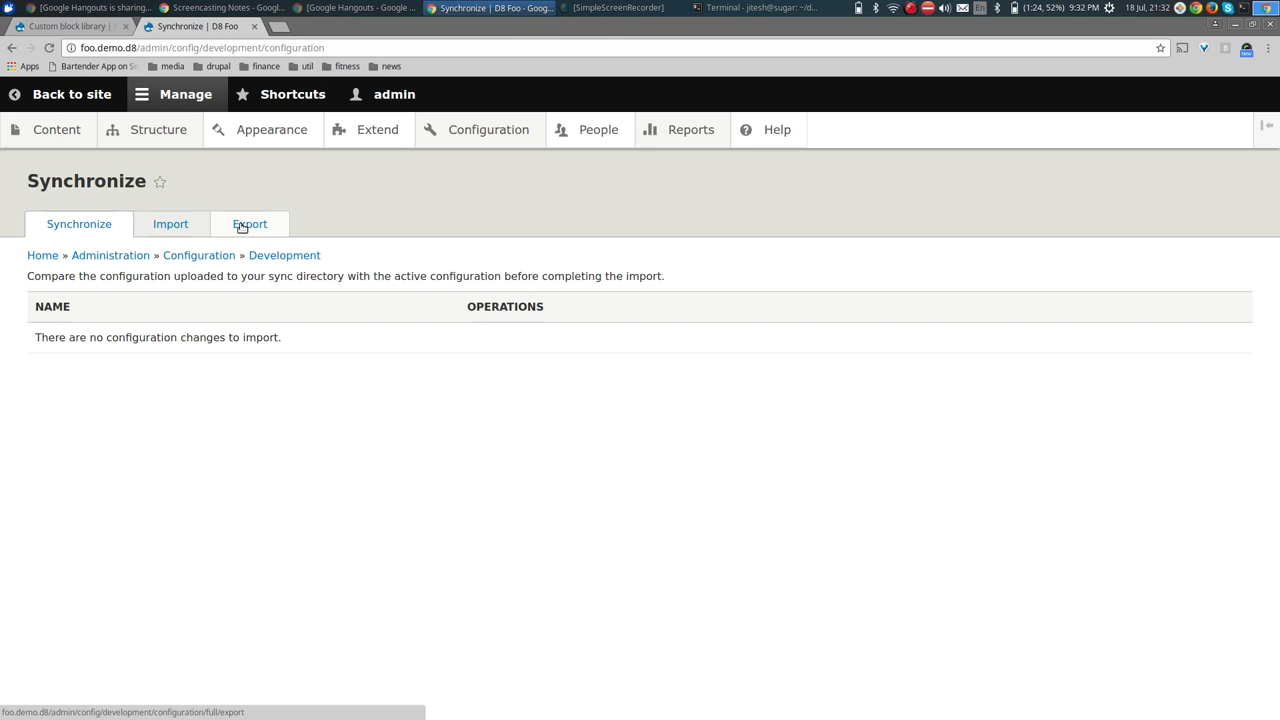 [Google Hangouts is sharing...
Screencasting Notes - Googl...
[Google Hangouts - Google ...
Synchronize | D8 Foo - Goog...
[SimpleScreenRecorder]
Terminal - jitesh@sugar: ~/d...
En
(1:24, 52%)
9:32 PM
18 Jul, 21:32
Custom block library |
Synchronize | D8 Foo
foo.demo.d8/admin/config/development/configuration
Apps
Bartender App on S
media
drupal
finance
util
fitness
news
Back to site
Manage
Shortcuts
admin
Content
Structure
Appearance
Extend
Configuration
People
Reports
Help
Synchronize
Synchronize
Import
Export
Home » Administration » Configuration » Development
Compare the configuration uploaded to your sync directory with the active configuration before completing the import.
NAME
OPERATIONS
There are no configuration changes to import.
foo.demo.d8/admin/config/development/configuration/full/export